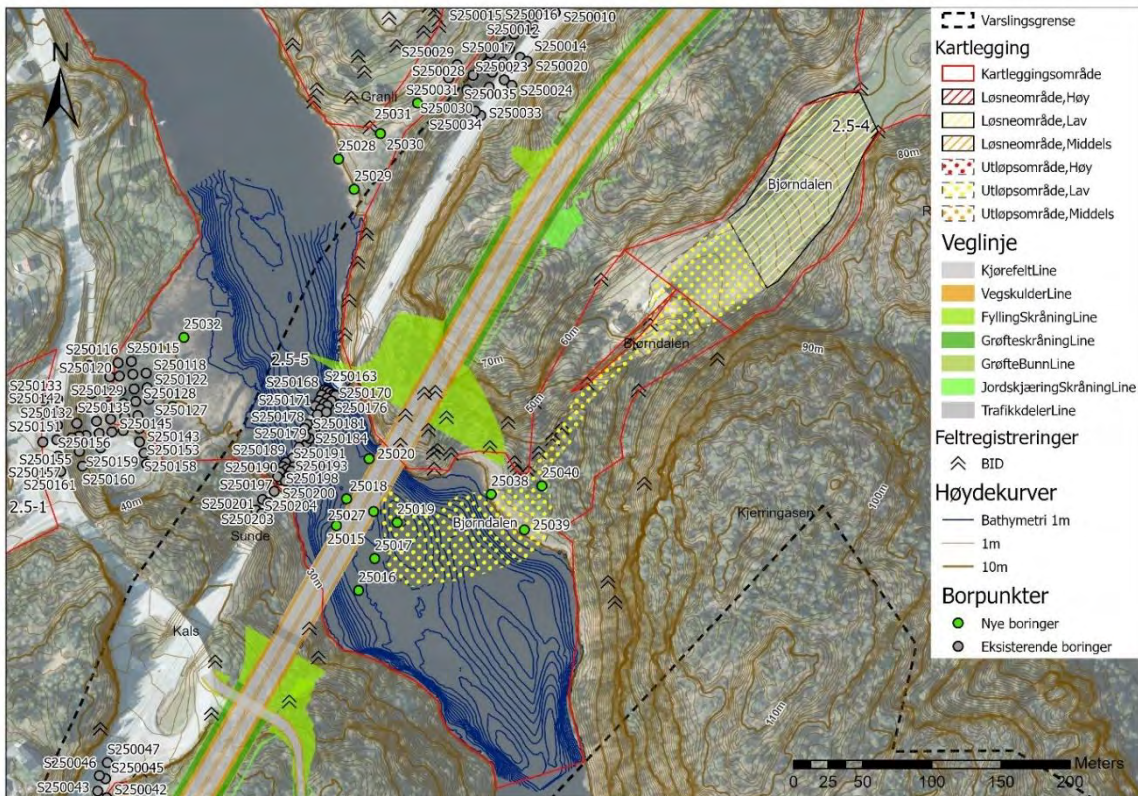 S250015 S250016 S250010
S250012
S250029 S250017 S250014
S250028 S250023 S250020
Granli S250031 S250035 S250024
25031 S250030 S250033
S250034
25030
25028
25029
N
2.5-4
80m
Bjørndalen
R
25032
60m
Bjørndalen
70m
90m
50m
S250116 S250115
S250120 S250118
S250133 S250129 S250122
S250142 S250128
S250132 S250135 S250127
S250151 S250145
S250156 S250143
S250155 S250153
S250157 S250159 S250158
S250161 S250160
2.5-1
40m
2.5-5
S250168 S250163
S250171 S250170
S250178 S250176
S250179 S250181
S250189 S250184
S250190 S250191
S250197 S250193
S250201 S250198
S250203 S250200
S250204
Sunde
25020
25018
25027
25015
25019
25017
25016
25038
25040
25039
Bjørndalen
30m
Kjerringåsen
100m
110m
Kals
S250047
S250046 S250045
S250043 S250042
Varslingsgrense
Kartlegging
Kartleggingsområde
Løsneområde,Høy
Løsneområde,Lav
Løsneområde,Middels
Utløpsområde,Høy
Utløpsområde,Lav
Utløpsområde,Middels
Veglinje
KjørefeltLine
VegskulderLine
FyllingSkråningLine
GrøfteskråningLine
GrøfteBunnLine
JordskjæringSkråningLine
TrafikkdelerLine
Feltregistreringer
BID
Høydekurver
Bathymetri 1m
1m
10m
Borpunkter
Nye boringer
Eksisterende boringer
Meters
0 25 50 100 150 200